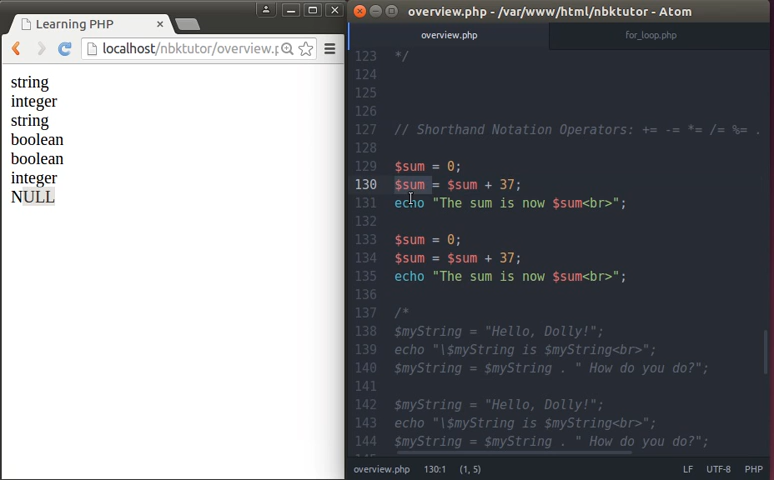 Learning PHP ×
localhost/nbktutor/overview.
string
integer
string
boolean
boolean
integer
NULL
overview.php - /var/www/html/nbktutor - Atom
overview.php
for_loop.php
123 */
124
125
126
127 // Shorthand Notation Operators: += -= *= /= %= .
128
129 $sum = 0;
130 $sum = $sum + 37;
131 echo "The sum is now $sum<br>";
132
133 $sum = 0;
134 $sum = $sum + 37;
135 echo "The sum is now $sum<br>";
136
137 /*
138 $myString = "Hello, Dolly!";
139 echo "\$myString is $myString<br>";
140 $myString = $myString . " How do you do?";
141
142 $myString = "Hello, Dolly!";
143 echo "\$myString is $myString<br>";
144 $myString = $myString . " How do you do?";
overview.php 130:1 (1, 5) LF UTF-8 PHP